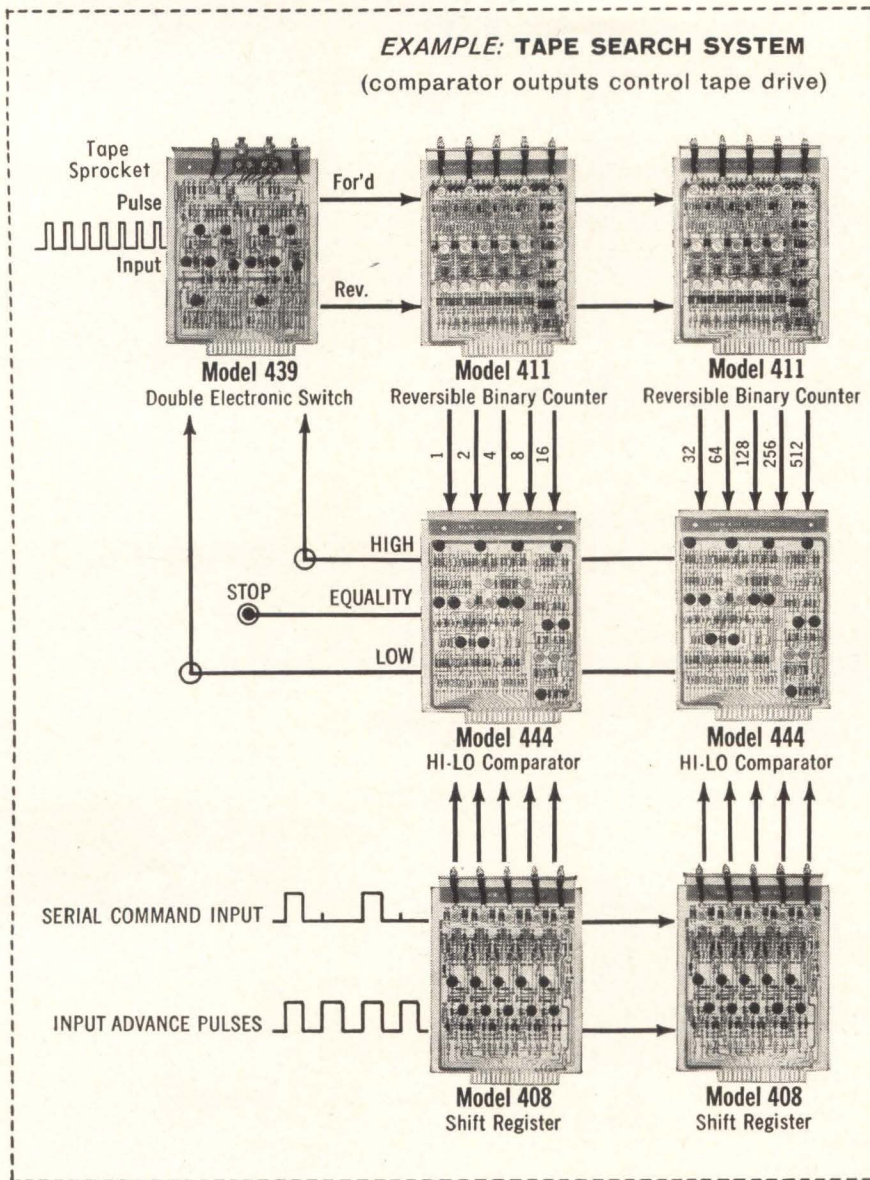 EXAMPLE: TAPE SEARCH SYSTEM
(comparator outputs control tape drive)
Tape
Sprocket
Pulse
Input
For'd
Rev.
Model 439
Double Electronic Switch
Model 411
Reversible Binary Counter
Model 411
Reversible Binary Counter
1
2
4
8
16
32
64
128
256
512
HIGH
STOP
EQUALITY
LOW
Model 444
HI-LO Comparator
Model 444
HI-LO Comparator
SERIAL COMMAND INPUT
INPUT ADVANCE PULSES
Model 408
Shift Register
Model 408
Shift Register